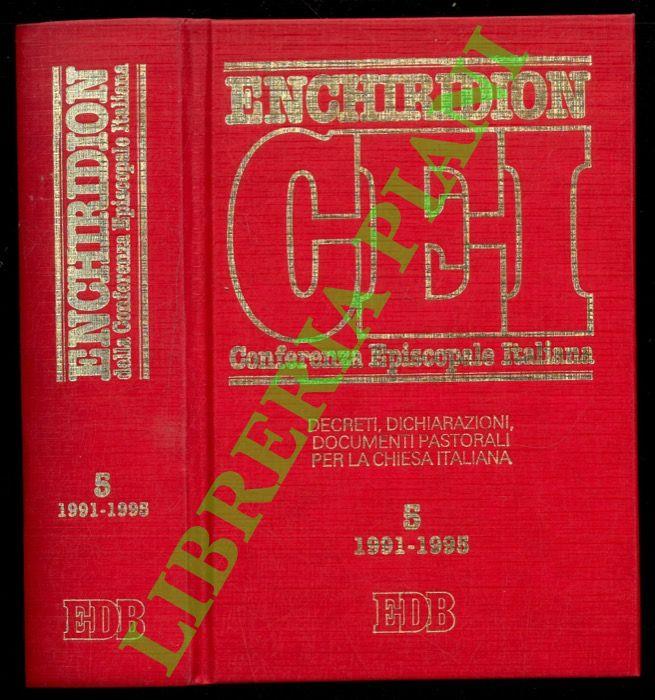 ENCHIRIDION
della Conferenza Episcopale Italiana
5
1991-1995
EDB
ENCHIRIDION
CEI
Conferenza Episcopale Italiana
DECRETI, DICHIARAZIONI,
DOCUMENTI PASTORALI
PER LA CHIESA ITALIANA
5
1991-1995
EDB
LIBRERIA PIANI